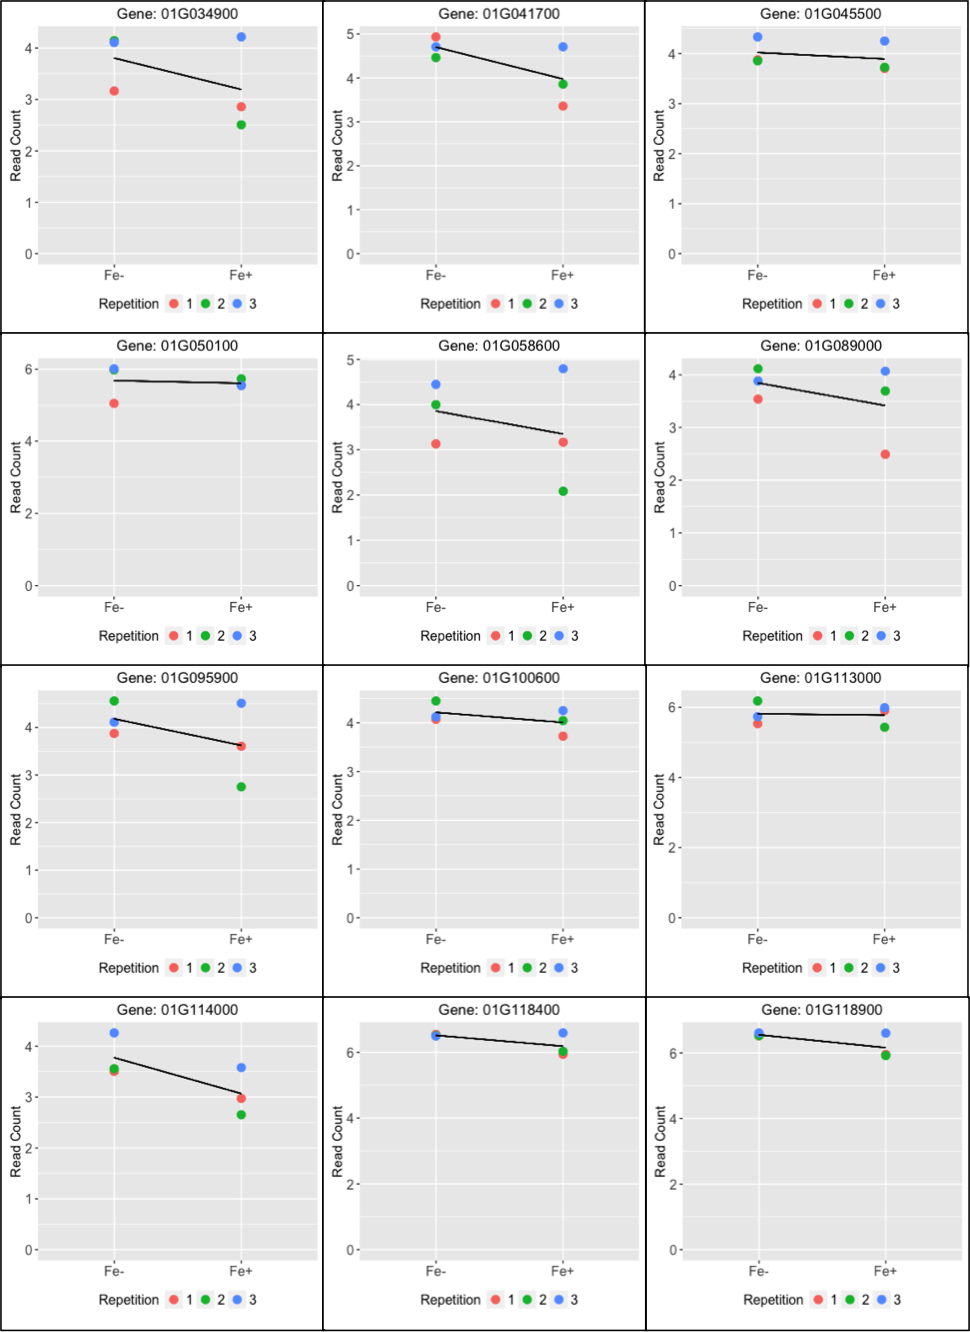 Gene: 01G034900
4
3
2
1
0
Read Count
Fe- Fe+
Repetition 1 2 3
Gene: 01G041700
5
4
3
2
1
0
Read Count
Fe- Fe+
Repetition 1 2 3
Gene: 01G045500
4
3
2
1
0
Read Count
Fe- Fe+
Repetition 1 2 3
Gene: 01G050100
6
4
2
0
Read Count
Fe- Fe+
Repetition 1 2 3
Gene: 01G058600
5
4
3
2
1
0
Read Count
Fe- Fe+
Repetition 1 2 3
Gene: 01G089000
4
3
2
1
0
Read Count
Fe- Fe+
Repetition 1 2 3
Gene: 01G095900
4
3
2
1
0
Read Count
Fe- Fe+
Repetition 1 2 3
Gene: 01G100600
4
3
2
1
0
Read Count
Fe- Fe+
Repetition 1 2 3
Gene: 01G113000
6
4
2
0
Read Count
Fe- Fe+
Repetition 1 2 3
Gene: 01G114000
4
3
2
1
0
Read Count
Fe- Fe+
Repetition 1 2 3
Gene: 01G118400
6
4
2
0
Read Count
Fe- Fe+
Repetition 1 2 3
Gene: 01G118900
6
4
2
0
Read Count
Fe- Fe+
Repetition 1 2 3